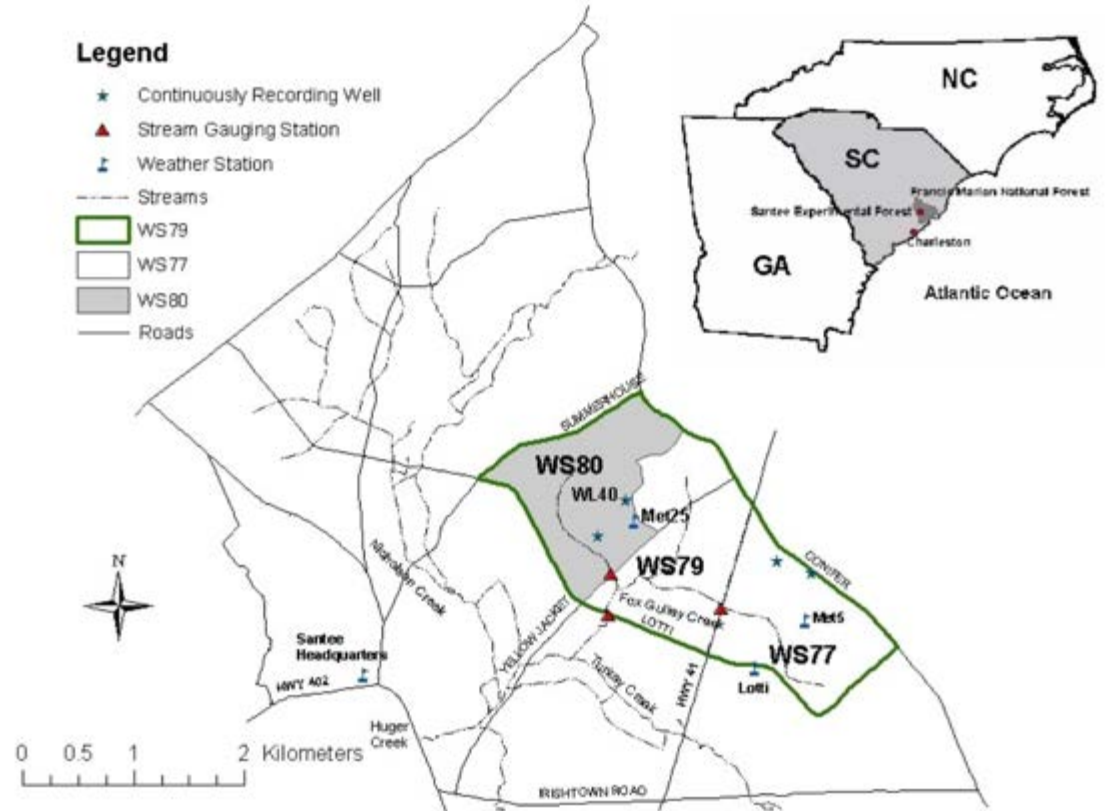 Legend
Continuously Recording Well
Stream Gauging Station
Weather Station
Streams
WS79
WS77
WS80
Roads
NC
SC
Francis Marion National Forest
Santee Experimental Forest
Charleston
GA
Atlantic Ocean
SUMMERHOUSE
WS80
WL40
Met25
WS79
CONIFER
Fox Gulley Creek
LOTTI
Met5
WS77
Lotti
YELLOW JACKET
Turkey Creek
HWY 41
Nicholson Creek
N
Santee
Headquarters
HWY 402
Huger
Creek
0 0.5 1 2 Kilometers
IRISHTOWN ROAD